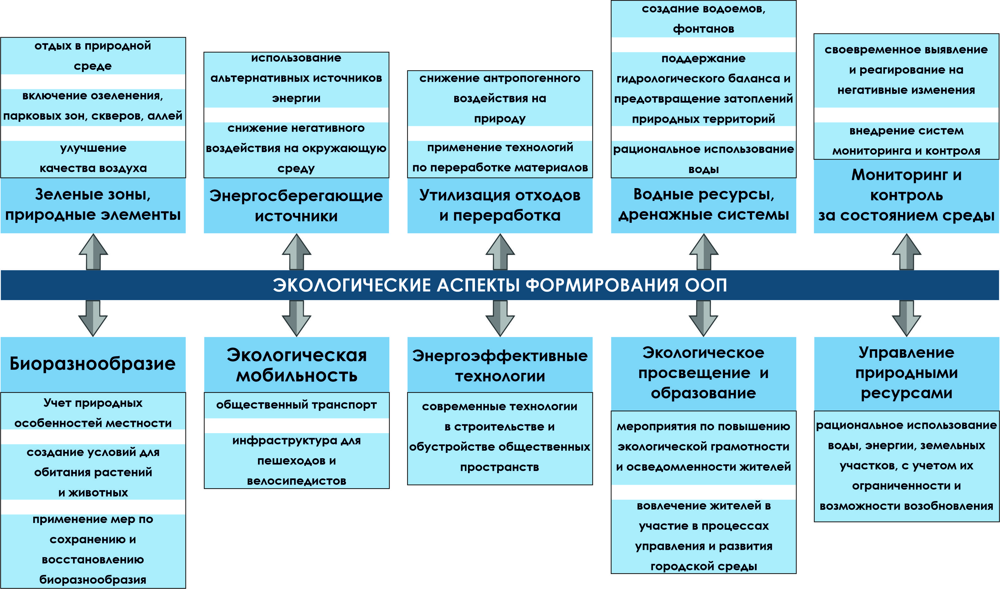 отдых в природной
среде
включение озеленения,
парковых зон, скверов, аллей
улучшение
качества воздуха
Зеленые зоны,
природные элементы
использование
альтернативных источников
энергии
снижение негативного
воздействия на окружающую
среду
Энергосберегающие
источники
снижение антропогенного
воздействия на
природу
применение технологий
по переработке материалов
Утилизация отходов
и переработка
создание водоемов,
фонтанов
поддержание
гидрологического баланса и
предотвращение затоплений
природных территорий
рациональное использование
воды
Водные ресурсы,
дренажные системы
своевременное выявление
и реагирование на
негативные изменения
внедрение систем
мониторинга и контроля
Мониторинг и
контроль
за состоянием среды
ЭКОЛОГИЧЕСКИЕ АСПЕКТЫ ФОРМИРОВАНИЯ ООП
Биоразнообразие
Учет природных
особенностей местности
создание условий для
обитания растений
и животных
применение мер по
сохранению и
восстановлению
биоразнообразия
Экологическая
мобильность
общественный транспорт
инфраструктура для
пешеходов и
велосипедистов
Энергоэффективные
технологии
современные технологии
в строительстве и
обустройстве общественных
пространств
Экологическое
просвещение и
образование
мероприятия по повышению
экологической грамотности
и осведомленности жителей
вовлечение жителей в
участие в процессах
управления и развития
городской среды
Управление
природными
ресурсами
рациональное использование
воды, энергии, земельных
участков, с учетом их
ограниченности и
возможности возобновления